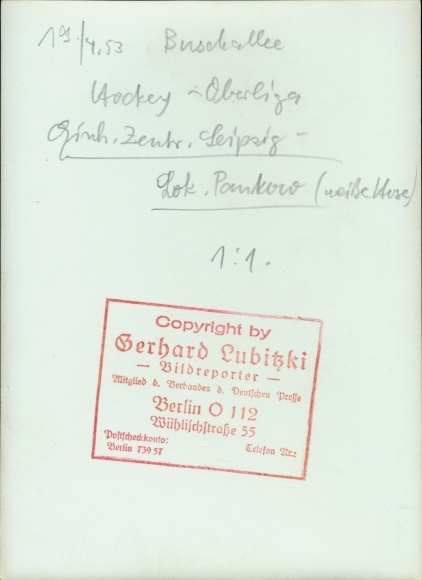 19./4.53 Buschallee
Hockey - Oberliga
Einh. Zentr. Leipzig -
Lok. Pankow (weiße Hose)
1:1.
Copyright by
Gerhard Lubitzki
— Bildreporter —
Mitglied d. Verbandes d. Deutschen Presse
Berlin O 112
Wühlischstraße 55
Postscheckkonto: Telefon Nr.:
Berlin 739 57